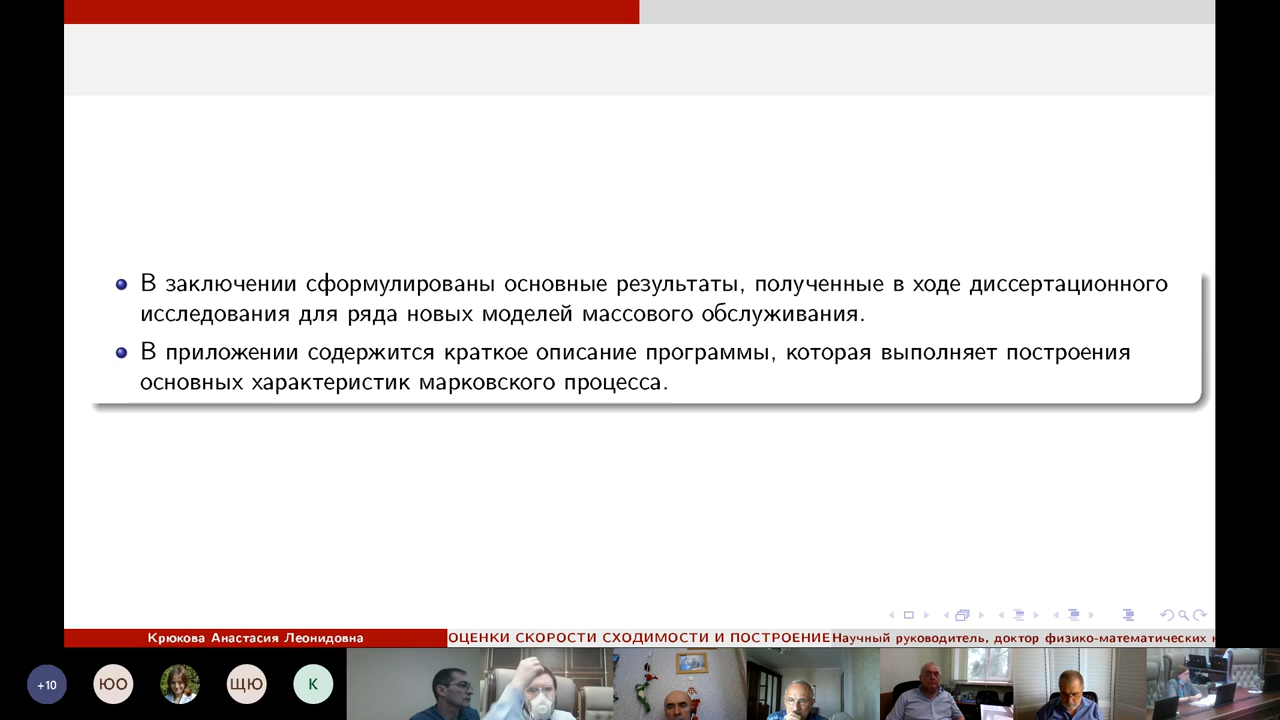 В заключении сформулированы основные результаты, полученные в ходе диссертационного
исследования для ряда новых моделей массового обслуживания.
В приложении содержится краткое описание программы, которая выполняет построения
основных характеристик марковского процесса.
Крюкова Анастасия Леонидовна
ОЦЕНКИ СКОРОСТИ СХОДИМОСТИ И ПОСТРОЕНИЕ
Научный руководитель, доктор физико-математических
+10
ЮО
ЩЮ
К